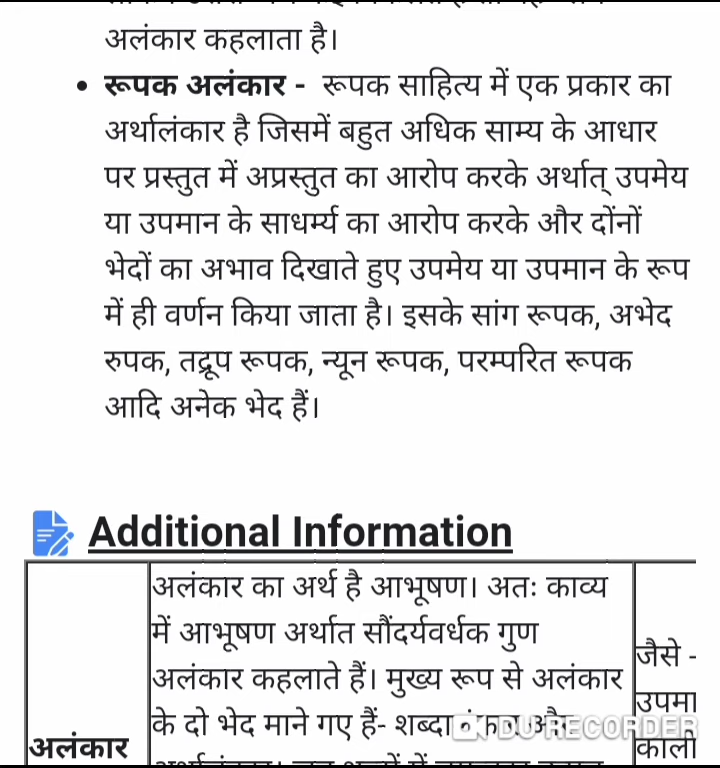 अलंकार कहलाता है।
• रूपक अलंकार - रूपक साहित्य में एक प्रकार का
अर्थालंकार है जिसमें बहुत अधिक साम्य के आधार
पर प्रस्तुत में अप्रस्तुत का आरोप करके अर्थात् उपमेय
या उपमान के साधर्म्य का आरोप करके और दोंनों
भेदों का अभाव दिखाते हुए उपमेय या उपमान के रूप
में ही वर्णन किया जाता है। इसके सांग रूपक, अभेद
रुपक, तद्रूप रूपक, न्यून रूपक, परम्परित रूपक
आदि अनेक भेद हैं।
Additional Information
अलंकार का अर्थ है आभूषण। अतः काव्य
में आभूषण अर्थात सौंदर्यवर्धक गुण
अलंकार कहलाते हैं। मुख्य रूप से अलंकार
के दो भेद माने गए हैं-
अलंकार
जैसे -
उपमा
काली
DU RECORDER